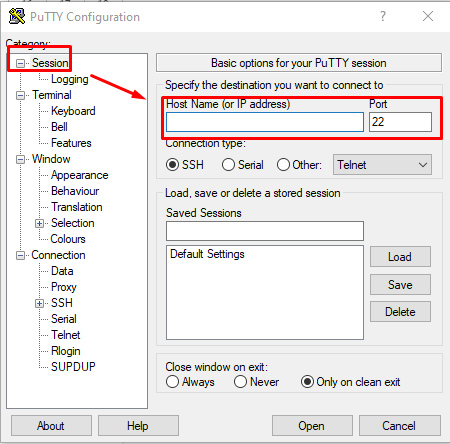 PuTTY Configuration
Category:
Session
Logging
Terminal
Keyboard
Bell
Features
Window
Appearance
Behaviour
Translation
Selection
Colours
Connection
Data
Proxy
SSH
Serial
Telnet
Rlogin
SUPDUP
Basic options for your PuTTY session
Specify the destination you want to connect to
Host Name (or IP address) Port
22
Connection type:
SSH Serial Other: Telnet
Load, save or delete a stored session
Saved Sessions
Default Settings
Load
Save
Delete
Close window on exit:
Always Never Only on clean exit
About Help Open Cancel